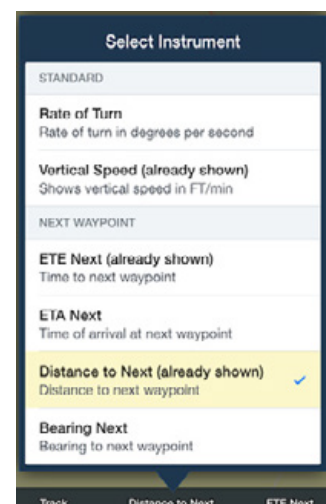 Select Instrument
STANDARD
Rate of Turn
Rate of turn in degrees per second
Vertical Speed (already shown)
Shows vertical speed in FT/min
NEXT WAYPOINT
ETE Next (already shown)
Time to next waypoint
ETA Next
Time of arrival at next waypoint
Distance to Next (already shown)
Distance to next waypoint
Bearing Next
Bearing to next waypoint
Track Distance to Next ETE Next